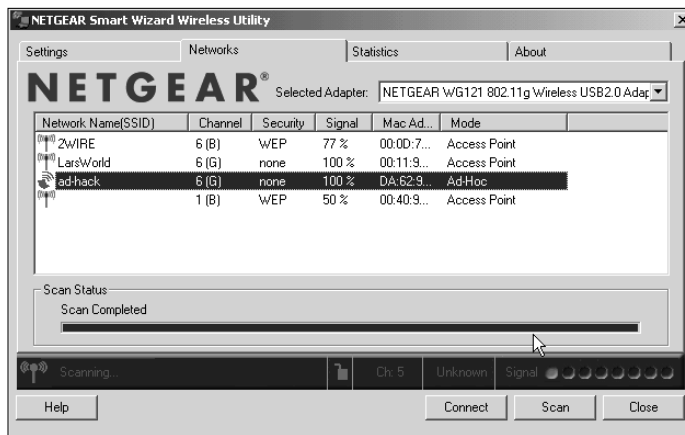 NETGEAR Smart Wizard Wireless Utility
Settings Networks Statistics About
NETGEAR® Selected Adapter: NETGEAR WG121 802.11g Wireless USB2.0 Adap
Network Name(SSID) Channel Security Signal Mac Ad... Mode
2WIRE 6 (B) WEP 77 % 00:0D:7... Access Point
LarsWorld 6 (G) none 100 % 00:11:9... Access Point
ad-hack 6 (G) none 100 % DA:62:9... Ad-Hoc
1 (B) WEP 50 % 00:40:9... Access Point
Scan Status
Scan Completed
Scanning... Ch: 5 Unknown Signal
Help Connect Scan Close